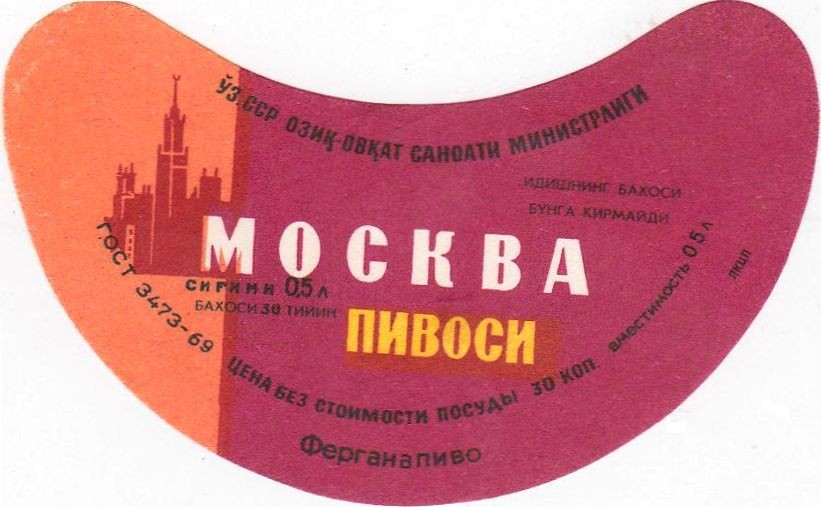 ЎЗ.ССР ОЗИҚ-ОВҚАТ САНОАТИ МИНИСТРЛИГИ
ИДИШНИНГ БАХОСИ
БУНГА КИРМАЙДИ
МОСКВА
СИГИМИ 0,5 л
БАХОСИ 30 ТИЙИН
ПИВОСИ
ГОСТ 3473-69
ЦЕНА БЕЗ СТОИМОСТИ ПОСУДЫ 30 КОП. вместимость 0,5 л
Ферганапиво